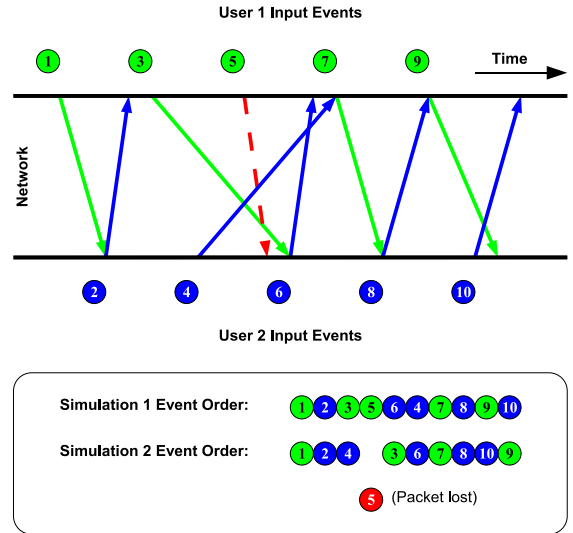 User 1 Input Events
1 3 5 7 9 Time
Network
2 4 6 8 10
User 2 Input Events
Simulation 1 Event Order: 1 2 3 5 6 4 7 8 9 10
Simulation 2 Event Order: 1 2 4 3 6 7 8 10 9
5 (Packet lost)